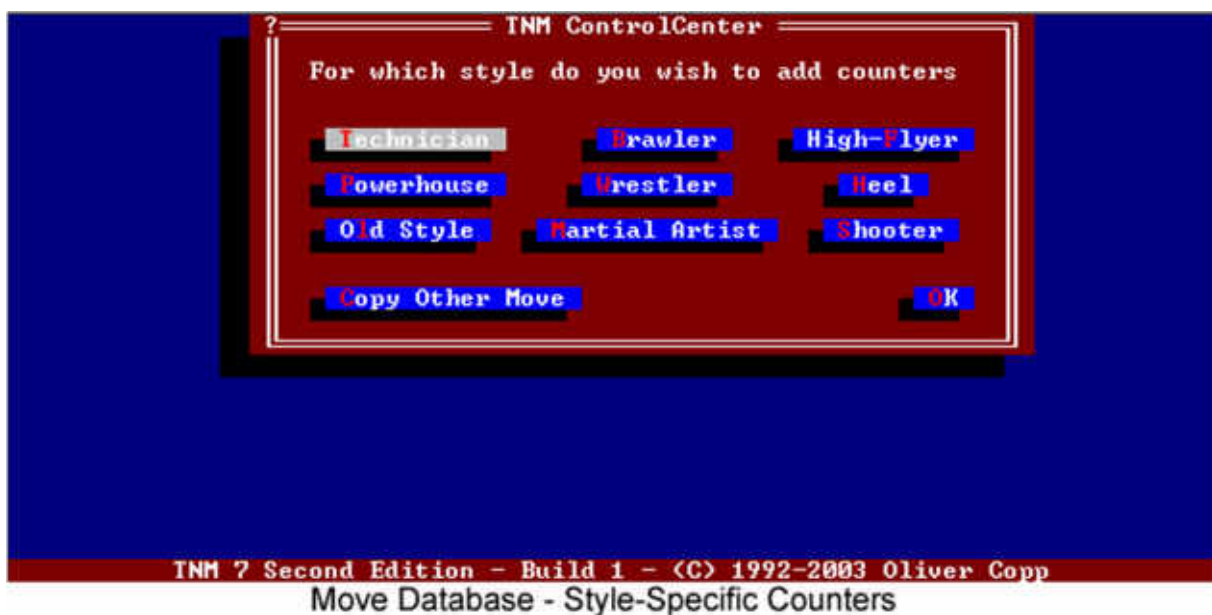 ? TNM ControlCenter
For which style do you wish to add counters
Technician Brawler High-Flyer
Powerhouse Wrestler Heel
Old Style Martial Artist Shooter
Copy Other Move OK
TNM 7 Second Edition - Build 1 - (C) 1992-2003 Oliver Copp
Move Database - Style-Specific Counters